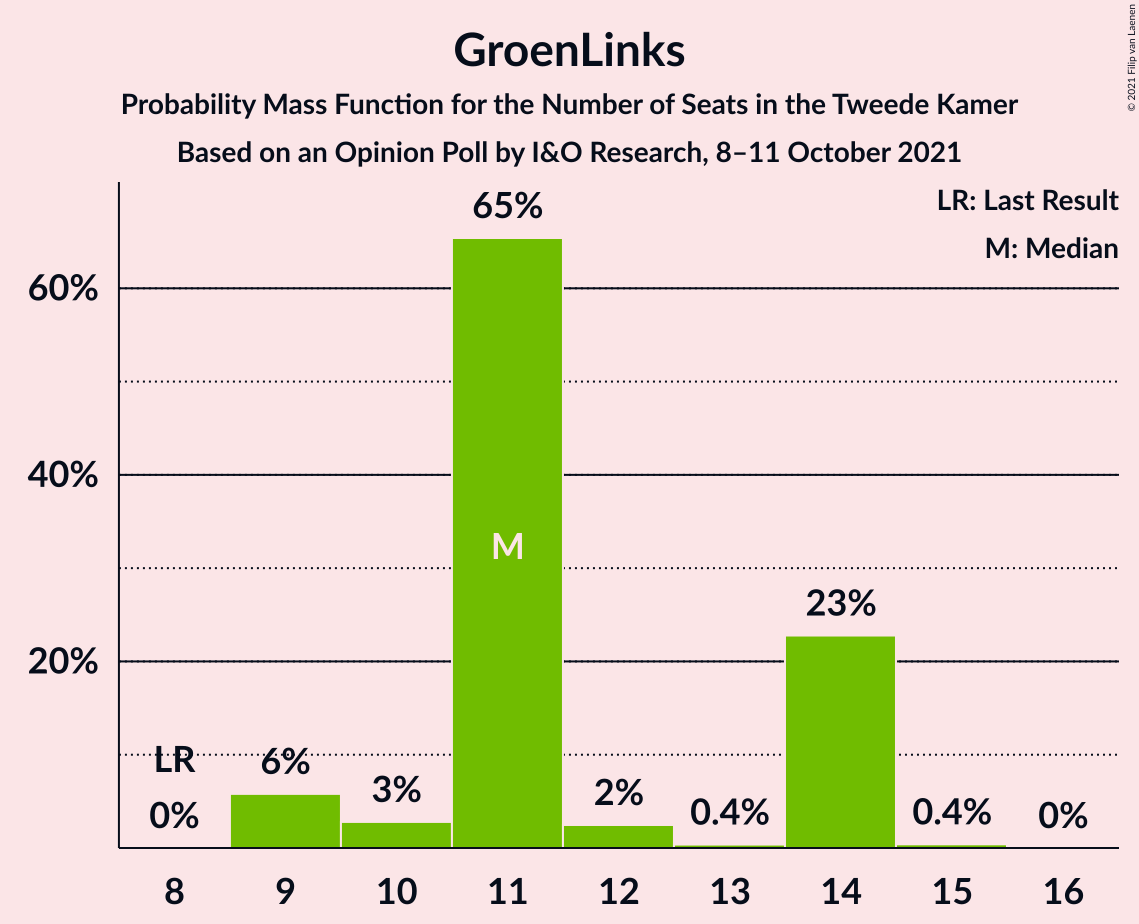 GroenLinks
Probability Mass Function for the Number of Seats in the Tweede Kamer
Based on an Opinion Poll by I&O Research, 8–11 October 2021
© 2021 Filip van Laenen
LR: Last Result
M: Median
65%
60%
40%
M
23%
20%
LR
0%
6%
3%
2%
0.4%
0.4%
0%
8 9 10 11 12 13 14 15 16